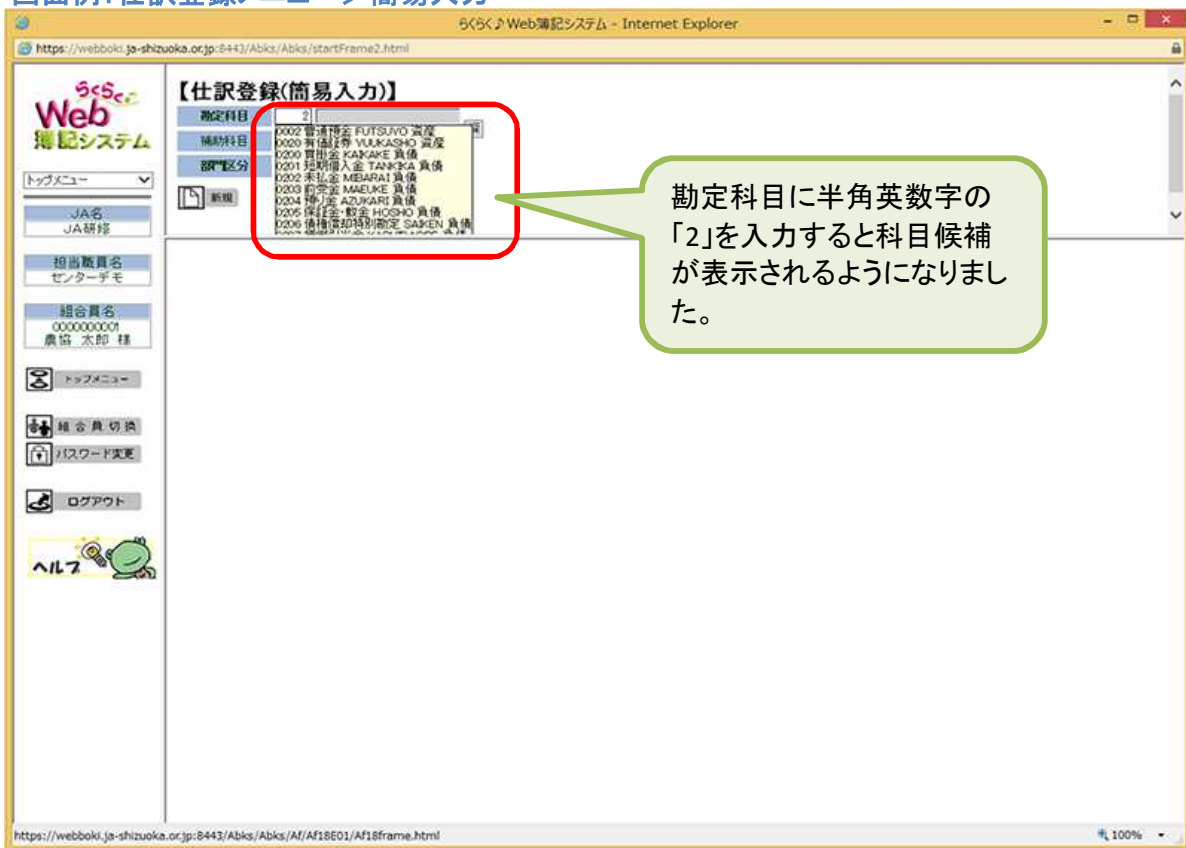 らくらく♪Web簿記システム - Internet Explorer
https://webboki.ja-shizuoka.or.jp:8443/Abks/Abks/startFrame2.html
らくらく
Web
簿記システム
トップメニュー
JA名
JA研修
担当職員名
センターデモ
組合員名
0000000001
農協 太郎 様
トップメニュー
組合員切換
パスワード変更
ログアウト
ヘルプ
【仕訳登録(簡易入力)】
勘定科目 2
補助科目
部門区分
新規
0002 普通預金 FUTSUYO 資産
0020 有価証券 YUUKASHO 資産
0200 買掛金 KAIKAKE 負債
0201 短期借入金 TANKIKA 負債
0202 未払金 MIBARAI 負債
0203 前受金 MAEUKE 負債
0204 預り金 AZUKARI 負債
0205 保証金・敷金 HOSHO 負債
0206 債権償却特別勘定 SAIKEN 負債
勘定科目に半角英数字の
「2」を入力すると科目候補
が表示されるようになりまし
た。
https://webboki.ja-shizuoka.or.jp:8443/Abks/Abks/Af/Af18E01/Af18frame.html
100%